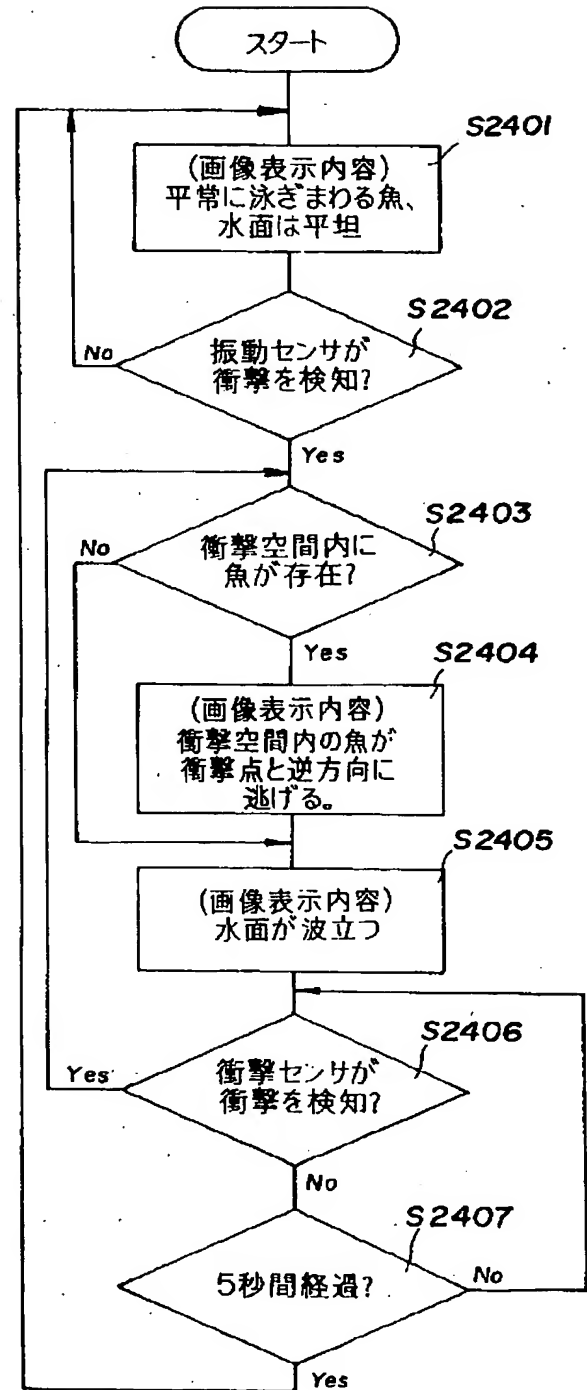 スタート
S2401
(画像表示内容)
平常に泳ぎまわる魚、
水面は平坦
S2402
振動センサが
衝撃を検知?
No
Yes
S2403
衝撃空間内に
魚が存在?
No
Yes
S2404
(画像表示内容)
衝撃空間内の魚が
衝撃点と逆方向に
逃げる。
S2405
(画像表示内容)
水面が波立つ
S2406
衝撃センサが
衝撃を検知?
Yes
No
S2407
5秒間経過?
No
Yes